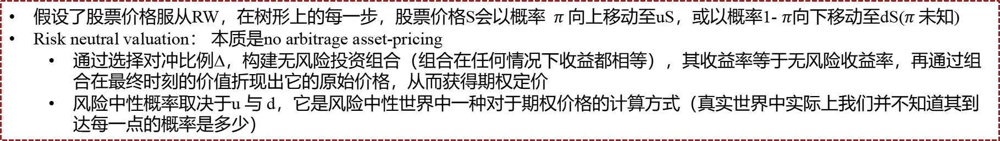 • 假设了股票价格服从RW，在树形上的每一步，股票价格S会以概率 π 向上移动至uS，或以概率1- π向下移动至dS(π 未知)
• Risk neutral valuation： 本质是no arbitrage asset-pricing
• 通过选择对冲比例Δ，构建无风险投资组合（组合在任何情况下收益都相等），其收益率等于无风险收益率，再通过组
合在最终时刻的价值折现出它的原始价格，从而获得期权定价
• 风险中性概率取决于u 与 d，它是风险中性世界中一种对于期权价格的计算方式（真实世界中实际上我们并不知道其到
达每一点的概率是多少）